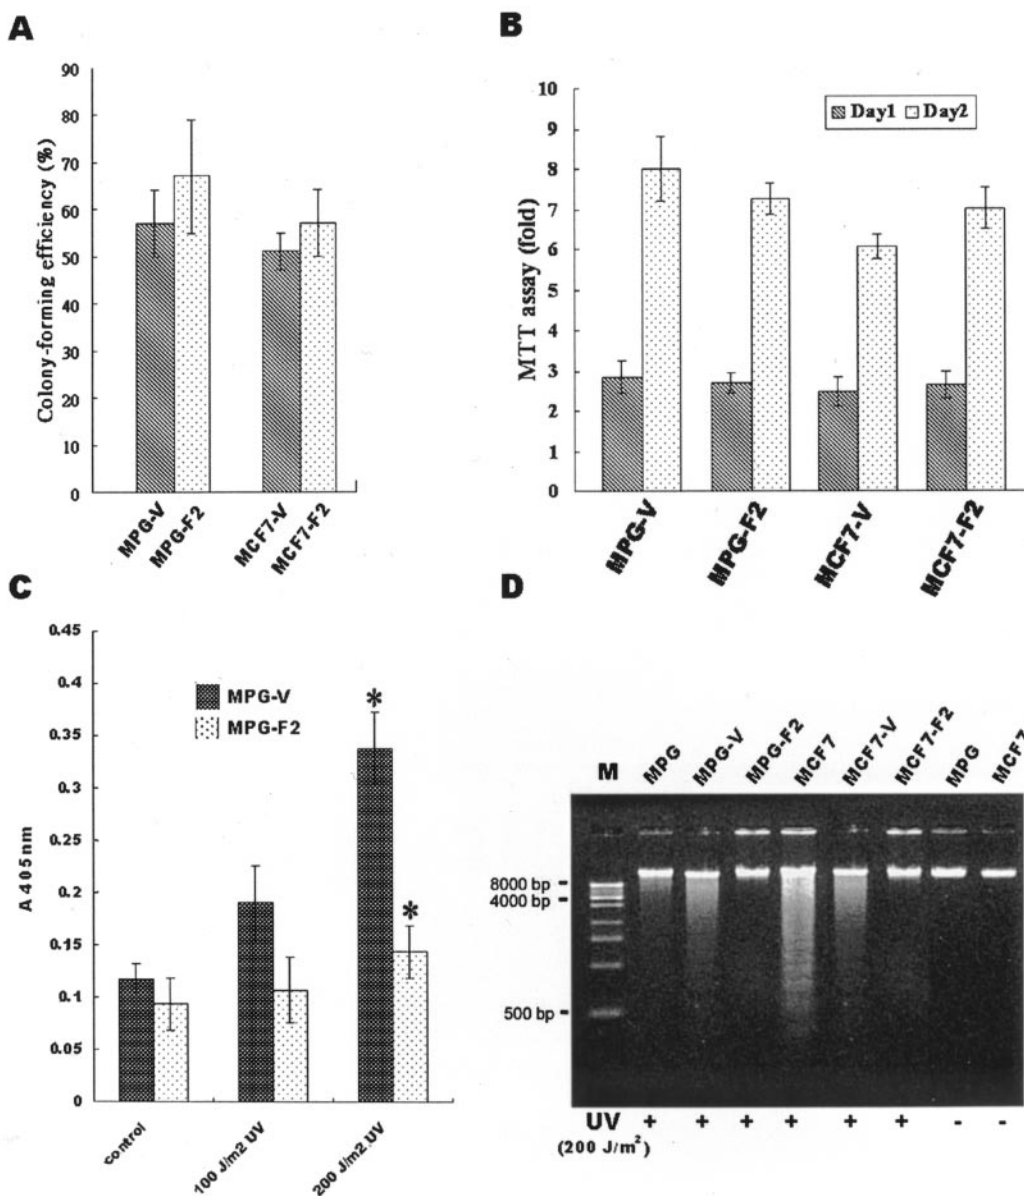 A
Colony-forming efficiency (%)
90
80
70
60
50
40
30
20
10
0
MPG-V
MPG-F2
MCF7-V
MCF7-F2
B
MTT assay (fold)
10
9
8
7
6
5
4
3
2
1
0
Day1 Day2
MPG-V
MPG-F2
MCF7-V
MCF7-F2
C
A405nm
0.45
0.4
0.35
0.3
0.25
0.2
0.15
0.1
0.05
0
MPG-V
MPG-F2
*
*
control
100 J/m2 UV
200 J/m2 UV
D
M MPG MPG-V MPG-F2 MCF7 MCF7-V MCF7-F2 MPG MCF7
8000 bp
4000 bp
500 bp
UV + + + + + + - -
(200 J/m²)